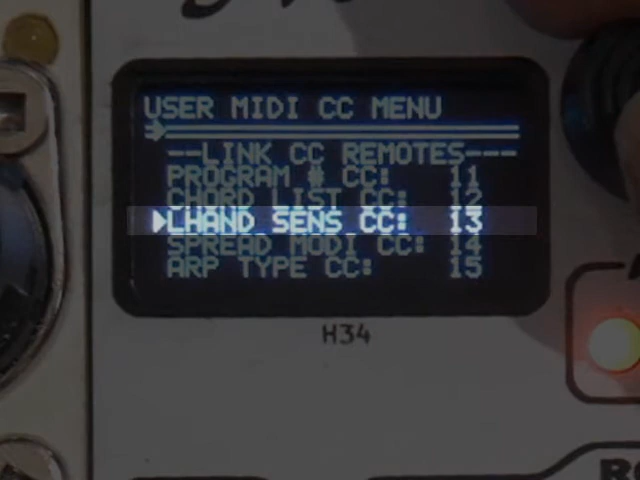 USER MIDI CC MENU
--LINK CC REMOTES---
PROGRAM # CC: 11
CHORD LIST CC: 12
LHAND SENS CC: 13
SPREAD MODI CC: 14
ARP TYPE CC: 15
H34